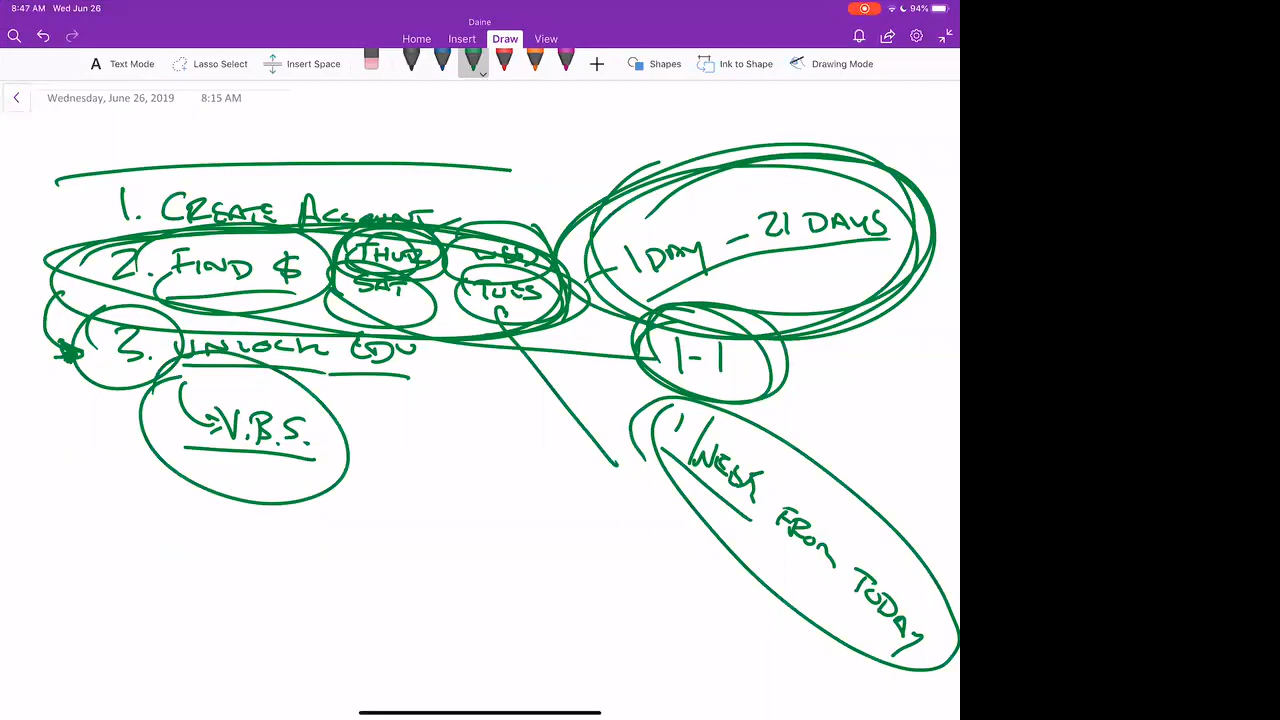 8:47 AM Wed Jun 26
94%
Daine
Home Insert Draw View
Text Mode Lasso Select Insert Space Shapes Ink to Shape Drawing Mode
Wednesday, June 26, 2019 8:15 AM
1. CREATE ACCOUNT
2. FIND $ THUR WED
SAT TUES
1 DAY - 21 DAYS
3. UNLOCK EDU
1-1
V.B.S.
1 WEEK FROM TODAY